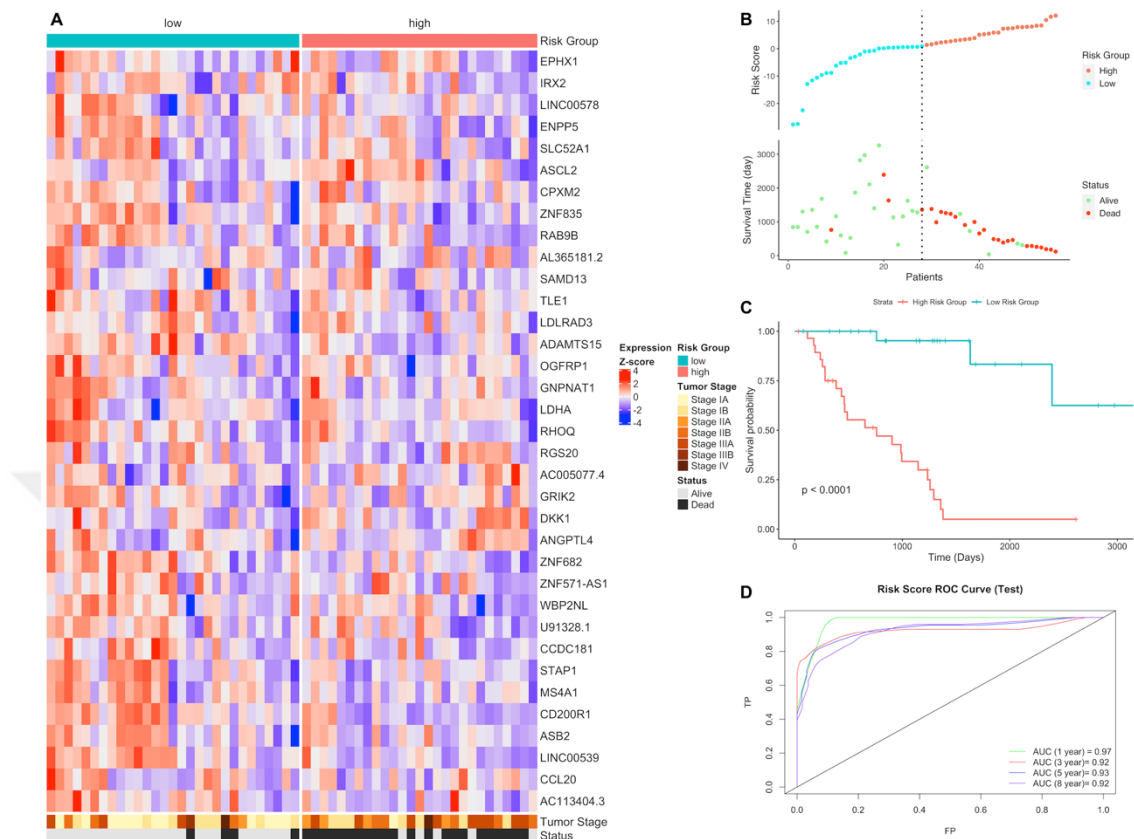 A
low high
Risk Group
EPHX1
IRX2
LINC00578
ENPP5
SLC52A1
ASCL2
CPXM2
ZNF835
RAB9B
AL365181.2
SAMD13
TLE1
LDLRAD3
ADAMTS15
OGFRP1
GNPNAT1
LDHA
RHOQ
RGS20
AC005077.4
GRIK2
DKK1
ANGPTL4
ZNF682
ZNF571-AS1
WBP2NL
U91328.1
CCDC181
STAP1
MS4A1
CD200R1
ASB2
LINC00539
CCL20
AC113404.3
Tumor Stage
Status
Expression
Z-score
4
2
0
-2
-4
Risk Group
low
high
Tumor Stage
Stage IA
Stage IB
Stage IIA
Stage IIB
Stage IIIA
Stage IIIB
Stage IV
Status
Alive
Dead
B
Risk Score
10
0
-10
-20
Risk Group
High
Low
Survival Time (day)
3000
2000
1000
0
Status
Alive
Dead
0 20 40
Patients
C
Strata High Risk Group Low Risk Group
Survival probability
1.00
0.75
0.50
0.25
0.00
p < 0.0001
0 1000 2000 3000
Time (Days)
D
Risk Score ROC Curve (Test)
TP
1.0
0.8
0.6
0.4
0.2
0.0
AUC (1 year) = 0.97
AUC (3 year)= 0.92
AUC (5 year)= 0.93
AUC (8 year)= 0.92
0.0 0.2 0.4 0.6 0.8 1.0
FP